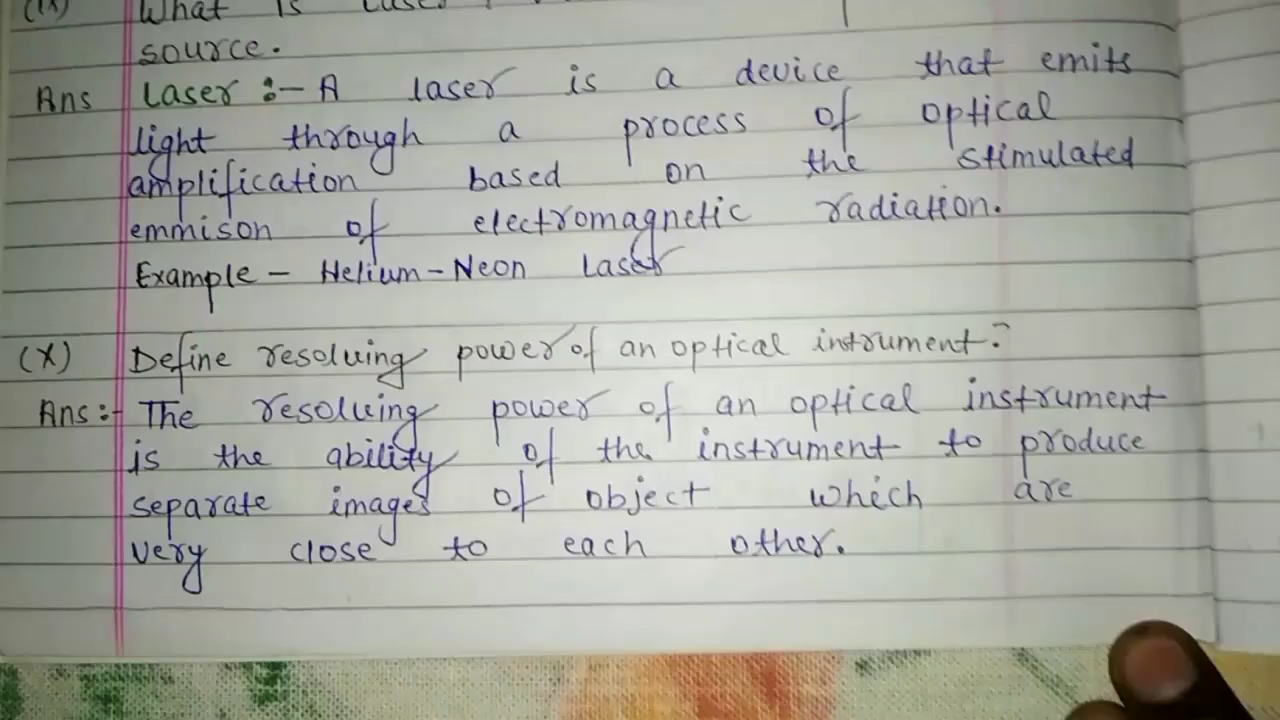 (ix) What is
source.
Ans Laser :- A laser is a device that emits
light through a process of optical
amplification based on the stimulated
emmison of electromagnetic radiation.
Example - Helium-Neon Laser
(X) Define resolving power of an optical instrument?
Ans :- The resolving power of an optical instrument
is the ability of the instrument to produce
separate images of object which are
very close to each other.